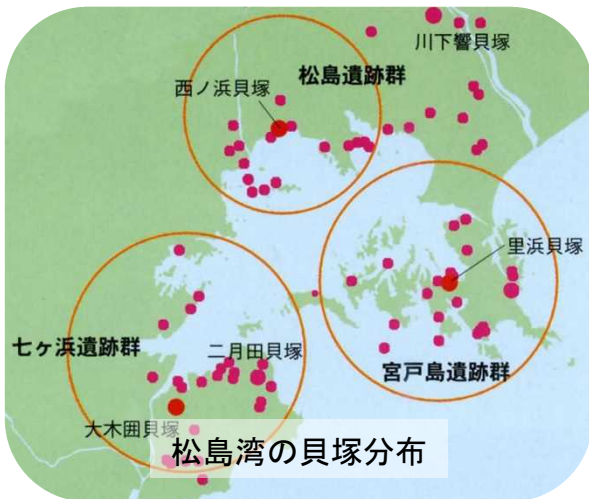 川下響貝塚
松島遺跡群
西ノ浜貝塚
里浜貝塚
七ヶ浜遺跡群
二月田貝塚
宮戸島遺跡群
大木囲貝塚
松島湾の貝塚分布